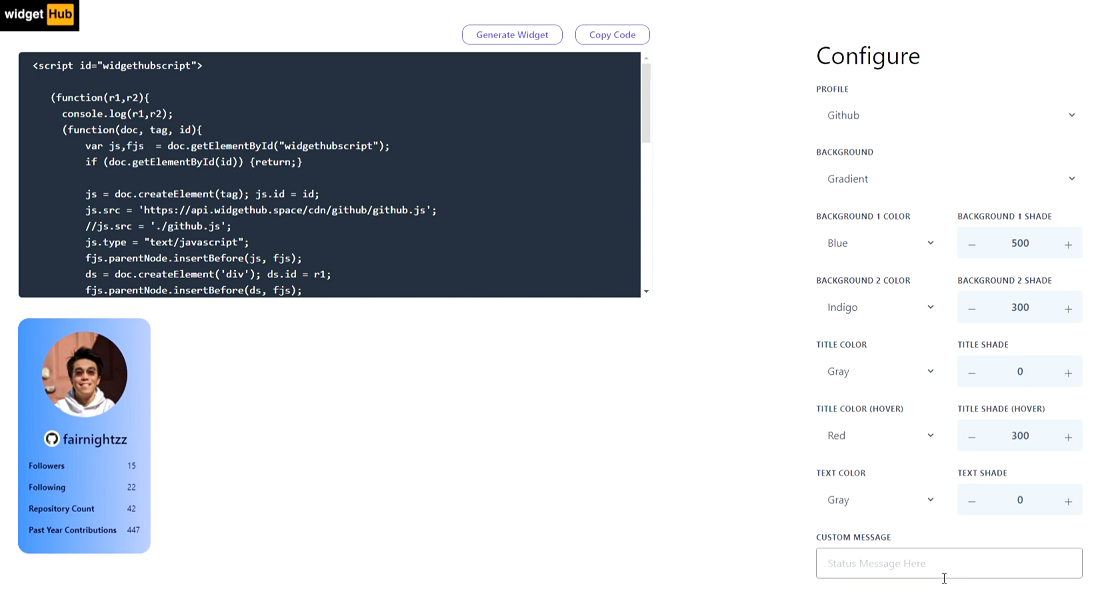 widget Hub
Generate Widget
Copy Code
<script id="widgethubscript">
(function(r1,r2){
console.log(r1,r2);
(function(doc, tag, id){
var js,fjs  = doc.getElementById("widgethubscript");
if (doc.getElementById(id)) {return;}
js = doc.createElement(tag); js.id = id;
js.src = 'https://api.widgethub.space/cdn/github/github.js';
//js.src = './github.js';
js.type = "text/javascript";
fjs.parentNode.insertBefore(js, fjs);
ds = doc.createElement('div'); ds.id = r1;
fjs.parentNode.insertBefore(ds, fjs);
fairnightzz
Followers 15
Following 22
Repository Count 42
Past Year Contributions 447
Configure
PROFILE
Github
BACKGROUND
Gradient
BACKGROUND 1 COLOR BACKGROUND 1 SHADE
Blue – 500 +
BACKGROUND 2 COLOR BACKGROUND 2 SHADE
Indigo – 300 +
TITLE COLOR TITLE SHADE
Gray – 0 +
TITLE COLOR (HOVER) TITLE SHADE (HOVER)
Red – 300 +
TEXT COLOR TEXT SHADE
Gray – 0 +
CUSTOM MESSAGE
Status Message Here